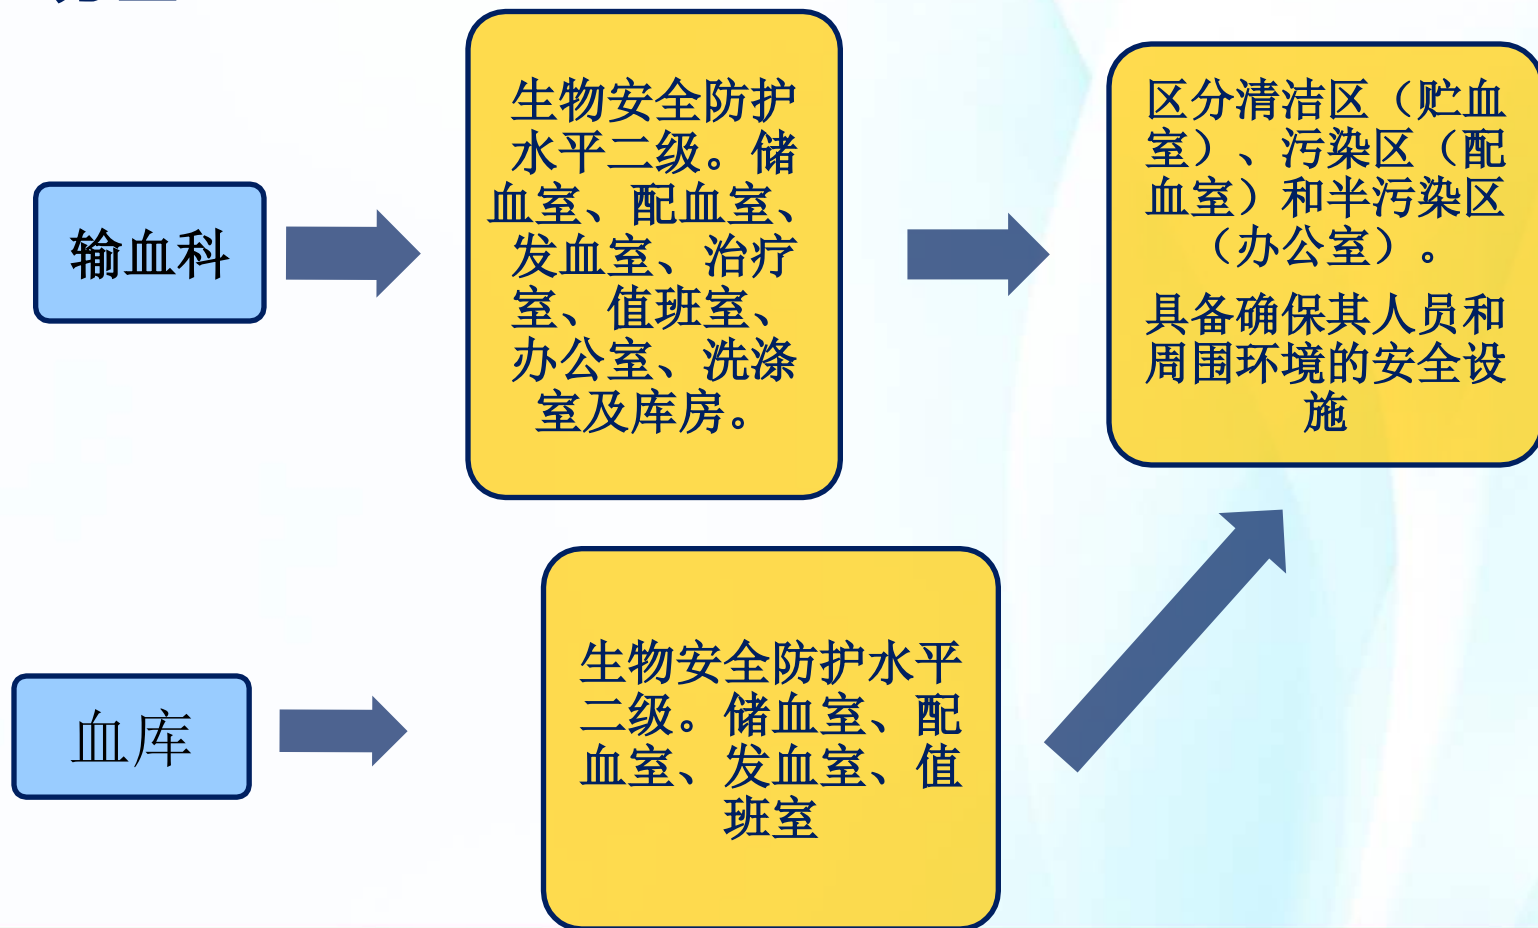 输血科
生物安全防护
水平二级。储
血室、配血室、
发血室、治疗
室、值班室、
办公室、洗涤
室及库房。
区分清洁区（贮血
室）、污染区（配
血室）和半污染区
（办公室）。
具备确保其人员和
周围环境的安全设
施
血库
生物安全防护水平
二级。储血室、配
血室、发血室、值
班室